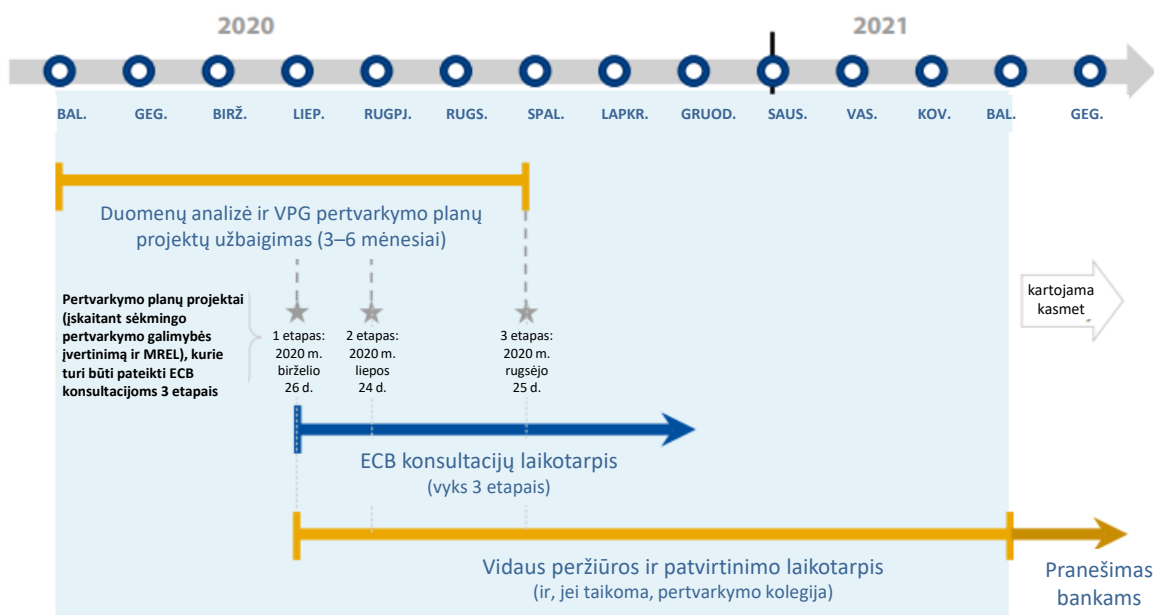 2020
2021
BAL.
GEG.
BIRŽ.
LIEP.
RUGPJ.
RUGS.
SPAL.
LAPKR.
GRUOD.
SAUS.
VAS.
KOV.
BAL.
GEG.
Duomenų analizė ir VPG pertvarkymo planų
projektų užbaigimas (3–6 mėnesiai)
Pertvarkymo planų projektai
(įskaitant sėkmingo
pertvarkymo galimybės
įvertinimą ir MREL), kurie
turi būti pateikti ECB
konsultacijoms 3 etapais
1 etapas:
2020 m.
birželio
26 d.
2 etapas:
2020 m.
liepos
24 d.
3 etapas:
2020 m.
rugsėjo
25 d.
kartojama
kasmet
ECB konsultacijų laikotarpis
(vyks 3 etapais)
Vidaus peržiūros ir patvirtinimo laikotarpis
(ir, jei taikoma, pertvarkymo kolegija)
Pranešimas
bankams